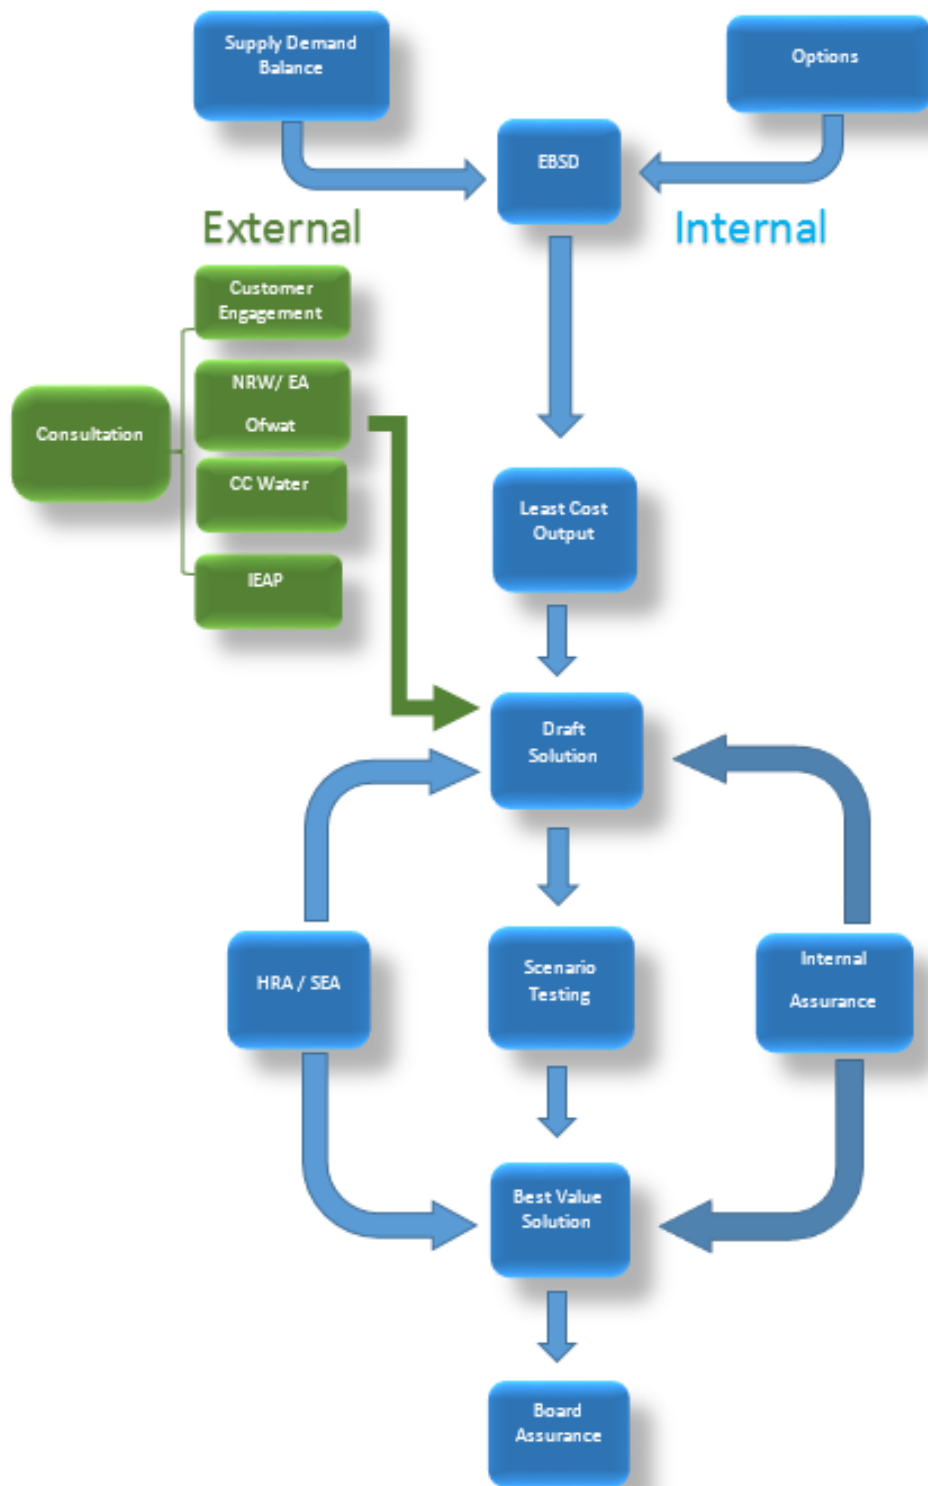 Supply Demand
Balance
Options
EBSD
External
Internal
Customer
Engagement
NRW/ EA
Ofwat
Consultation
CC Water
IEAP
Least Cost
Output
Draft
Solution
HRA / SEA
Scenario
Testing
Internal
Assurance
Best Value
Solution
Board
Assurance